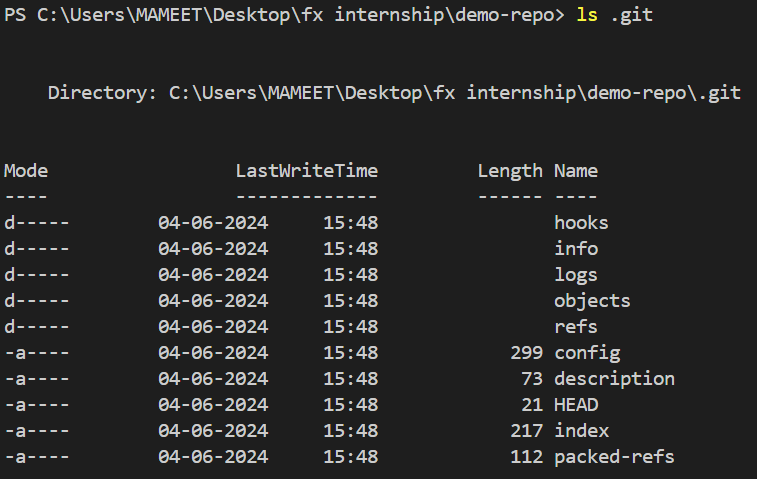 PS C:\Users\MAMEET\Desktop\fx internship\demo-repo> ls .git
Directory: C:\Users\MAMEET\Desktop\fx internship\demo-repo\.git
Mode LastWriteTime Length Name
---- ------------- ------ ----
d----- 04-06-2024 15:48 hooks
d----- 04-06-2024 15:48 info
d----- 04-06-2024 15:48 logs
d----- 04-06-2024 15:48 objects
d----- 04-06-2024 15:48 refs
-a---- 04-06-2024 15:48 299 config
-a---- 04-06-2024 15:48 73 description
-a---- 04-06-2024 15:48 21 HEAD
-a---- 04-06-2024 15:48 217 index
-a---- 04-06-2024 15:48 112 packed-refs